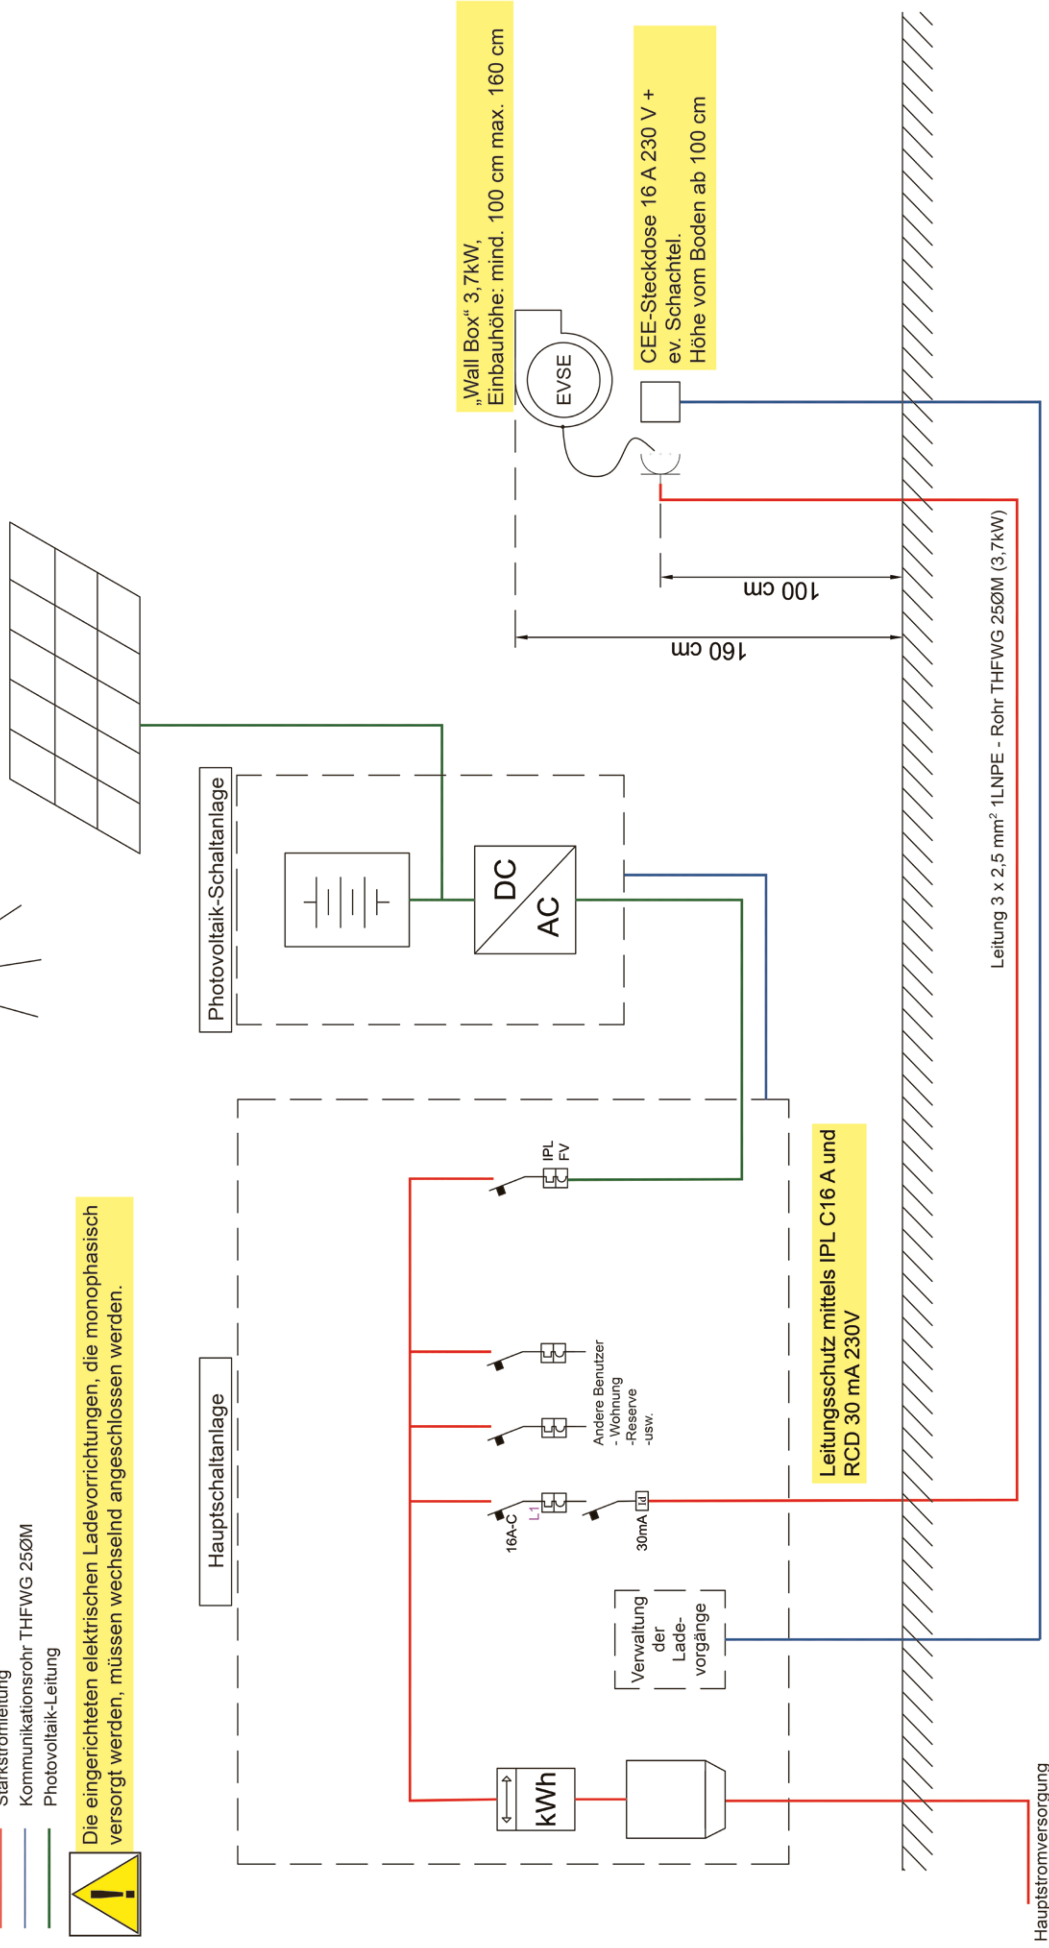 Starkstromleitung
Kommunikationsrohr THFWG 25ØM
Photovoltaik-Leitung
Die eingerichteten elektrischen Ladevorrichtungen, die monophasisch
versorgt werden, müssen wechselnd angeschlossen werden.
Hauptschaltanlage
Photovoltaik-Schaltanlage
DC
AC
kWh
Verwaltung
der
Lade-
vorgänge
16A-C
L1
30mA
Id
Andere Benutzer
- Wohnung
-Reserve
-usw.
IPL
FV
Leitungsschutz mittels IPL C16 A und
RCD 30 mA 230V
„Wall Box“ 3,7kW,
Einbauhöhe: mind. 100 cm max. 160 cm
EVSE
CEE-Steckdose 16 A 230 V +
ev. Schachtel.
Höhe vom Boden ab 100 cm
160 cm
100 cm
Leitung 3 x 2,5 mm² 1LNPE - Rohr THFWG 25ØM (3,7kW)
Hauptstromversorgung